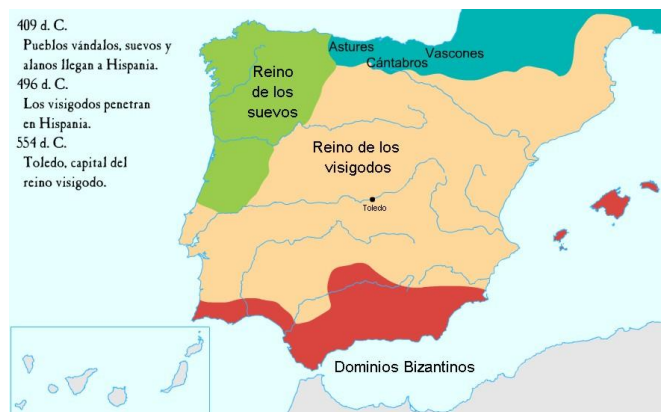 409 d. C.
Pueblos vándalos, suevos y
alanos llegan a Hispania.
496 d. C.
Los visigodos penetran
en Hispania.
554 d. C.
Toledo, capital del
reino visigodo.
Astures
Cántabros
Vascones
Reino
de los
suevos
Reino de los
visigodos
Toledo
Dominios Bizantinos